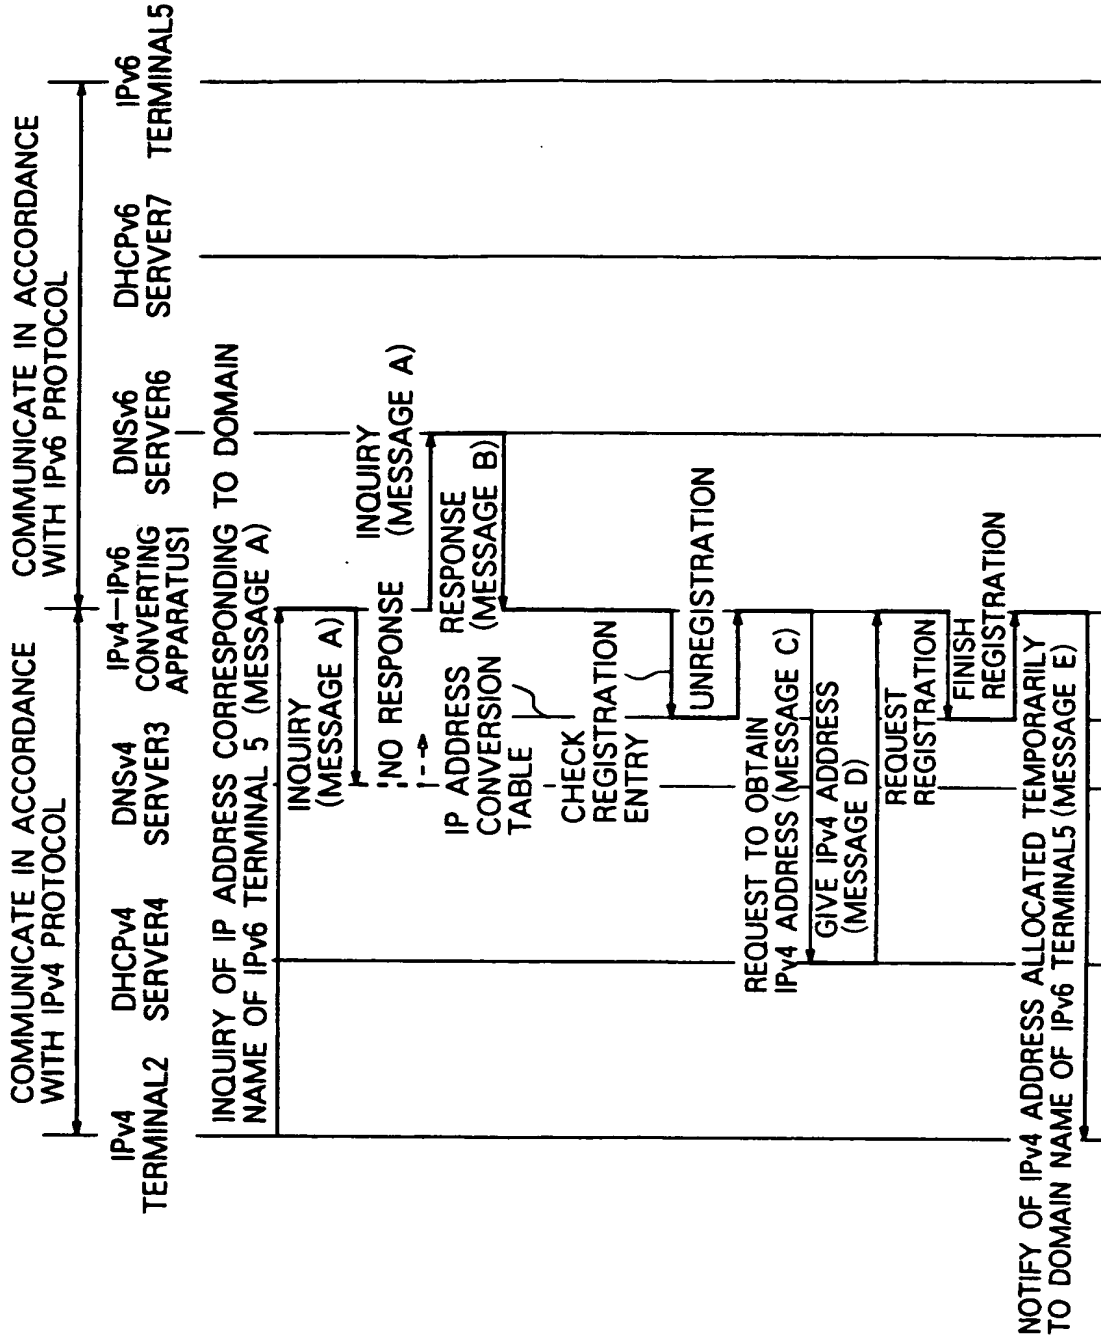 COMMUNICATE IN ACCORDANCE
WITH IPv4 PROTOCOL
COMMUNICATE IN ACCORDANCE
WITH IPv6 PROTOCOL
IPv4
TERMINAL2
DHCPv4
SERVER4
DNSv4
SERVER3
IPv4-IPv6
CONVERTING
APPARATUS1
DNSv6
SERVER6
DHCPv6
SERVER7
IPv6
TERMINAL5
INQUIRY OF IP ADDRESS CORRESPONDING TO DOMAIN
NAME OF IPv6 TERMINAL 5 (MESSAGE A)
INQUIRY
(MESSAGE A)
NO RESPONSE
INQUIRY
(MESSAGE A)
RESPONSE
(MESSAGE B)
IP ADDRESS
CONVERSION
TABLE
CHECK
REGISTRATION
ENTRY
UNREGISTRATION
REQUEST TO OBTAIN
IPv4 ADDRESS (MESSAGE C)
GIVE IPv4 ADDRESS
(MESSAGE D)
REQUEST
REGISTRATION
FINISH
REGISTRATION
NOTIFY OF IPv4 ADDRESS ALLOCATED TEMPORARILY
TO DOMAIN NAME OF IPv6 TERMINAL5 (MESSAGE E)